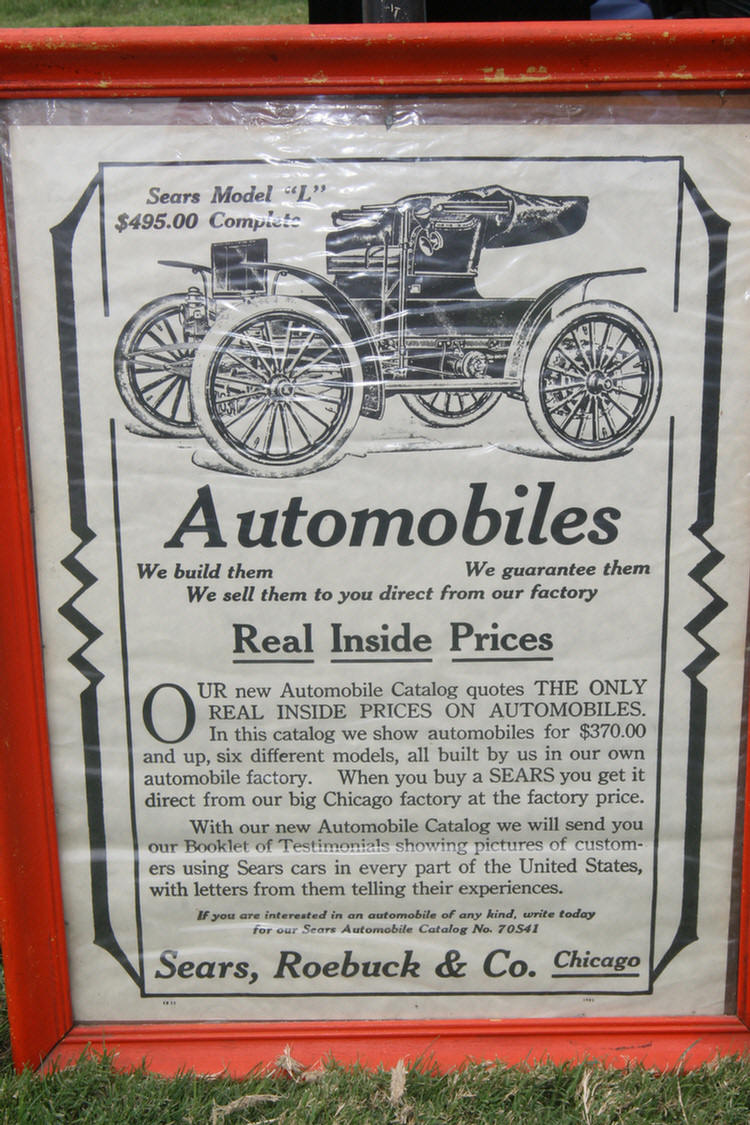 Sears Model "L"
$495.00 Complete
Automobiles
We build them We guarantee them
We sell them to you direct from our factory
Real Inside Prices
OUR new Automobile Catalog quotes THE ONLY
REAL INSIDE PRICES ON AUTOMOBILES.
In this catalog we show automobiles for $370.00
and up, six different models, all built by us in our own
automobile factory. When you buy a SEARS you get it
direct from our big Chicago factory at the factory price.
With our new Automobile Catalog we will send you
our Booklet of Testimonials showing pictures of custom-
ers using Sears cars in every part of the United States,
with letters from them telling their experiences.
If you are interested in an automobile of any kind, write today
for our Sears Automobile Catalog No. 70S41
Sears, Roebuck & Co. Chicago